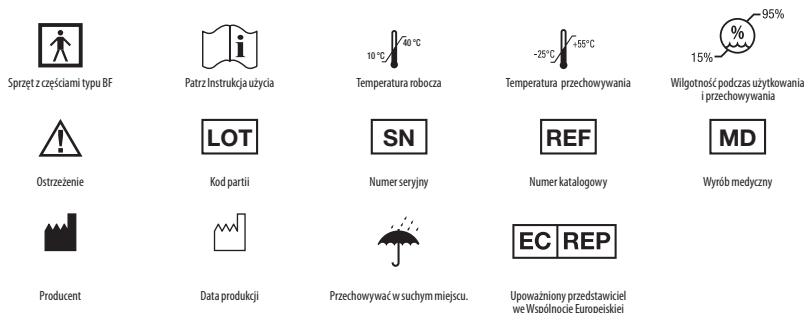 10 °C 40 °C
-25°C +55°C
% 95%
15%
Sprzęt z częściami typu BF
Patrz Instrukcja użycia
Temperatura robocza
Temperatura przechowywania
Wilgotność podczas użytkowania
i przechowywania
LOT
SN
REF
MD
Ostrzeżenie
Kod partii
Numer seryjny
Numer katalogowy
Wyrób medyczny
EC REP
Producent
Data produkcji
Przechowywać w suchym miejscu.
Upoważniony przedstawiciel
we Wspólnocie Europejskiej